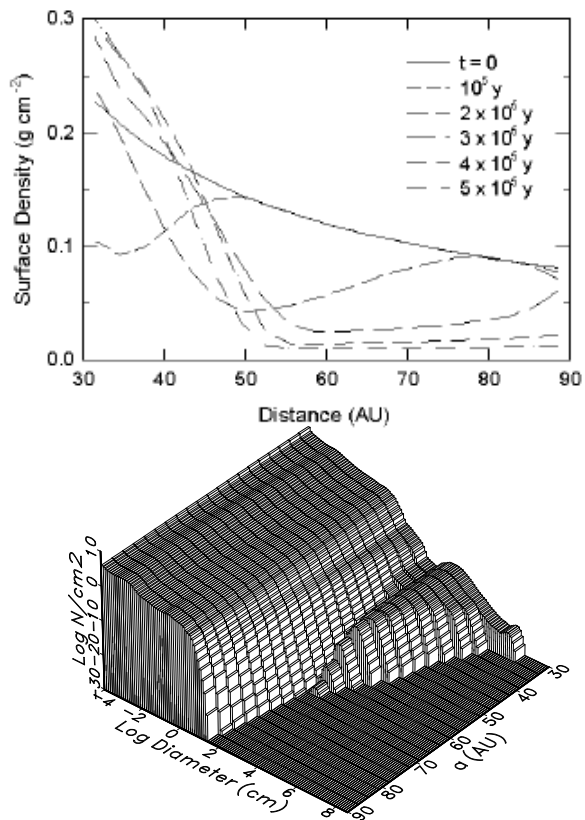 0.3
0.2
0.1
0.0
Surface Density (g cm⁻²)
t = 0
10⁵ y
2 x 10⁵ y
3 x 10⁵ y
4 x 10⁵ y
5 x 10⁵ y
30 40 50 60 70 80 90
Distance (AU)
Log N/cm2
10
0
-10
-20
-30
-4 -2 0 2 4 6 8
Log Diameter (cm)
90 80 70 60 50 40 30
a (AU)